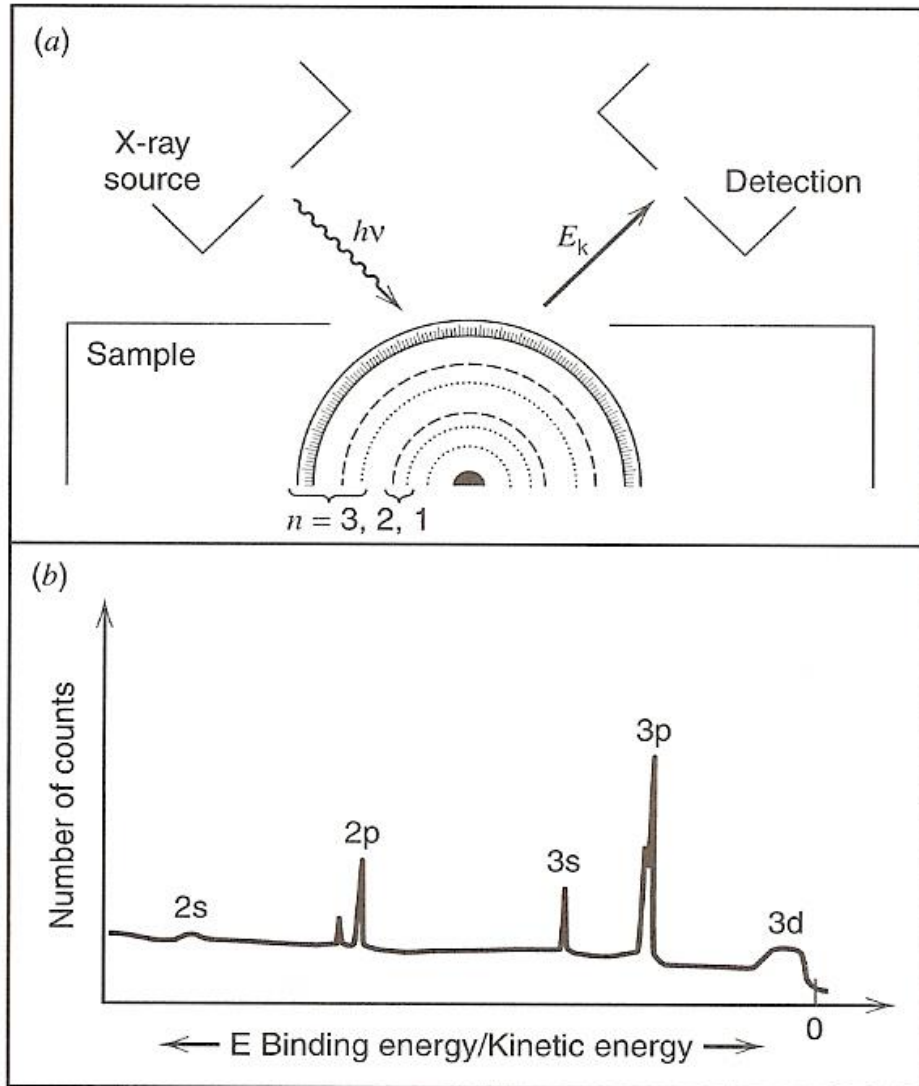 (a)
X-ray
source
hν
E_k
Detection
Sample
n = 3, 2, 1
(b)
Number of counts
2s
2p
3s
3p
3d
0
E Binding energy/Kinetic energy